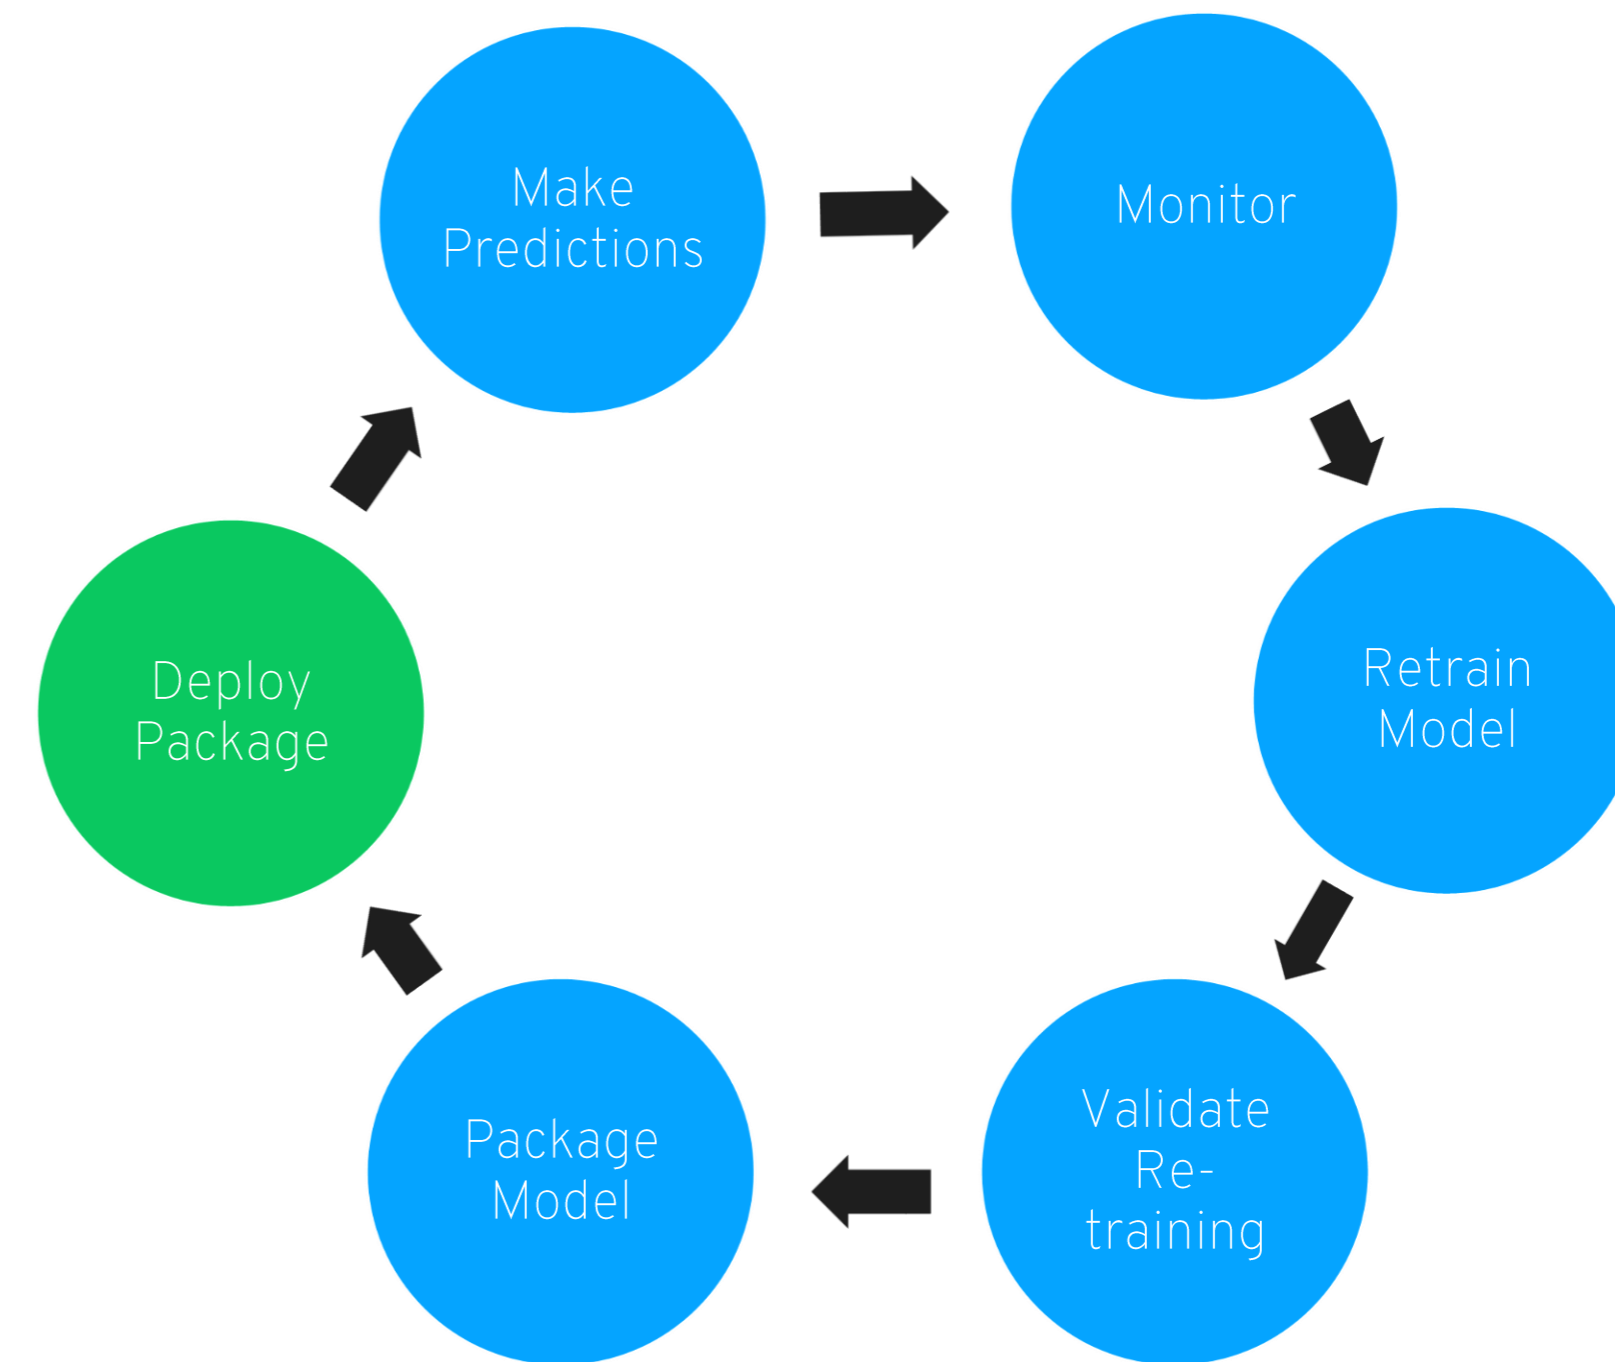 Make
Predictions
Monitor
Deploy
Package
Retrain
Model
Package
Model
Validate
Re-
training